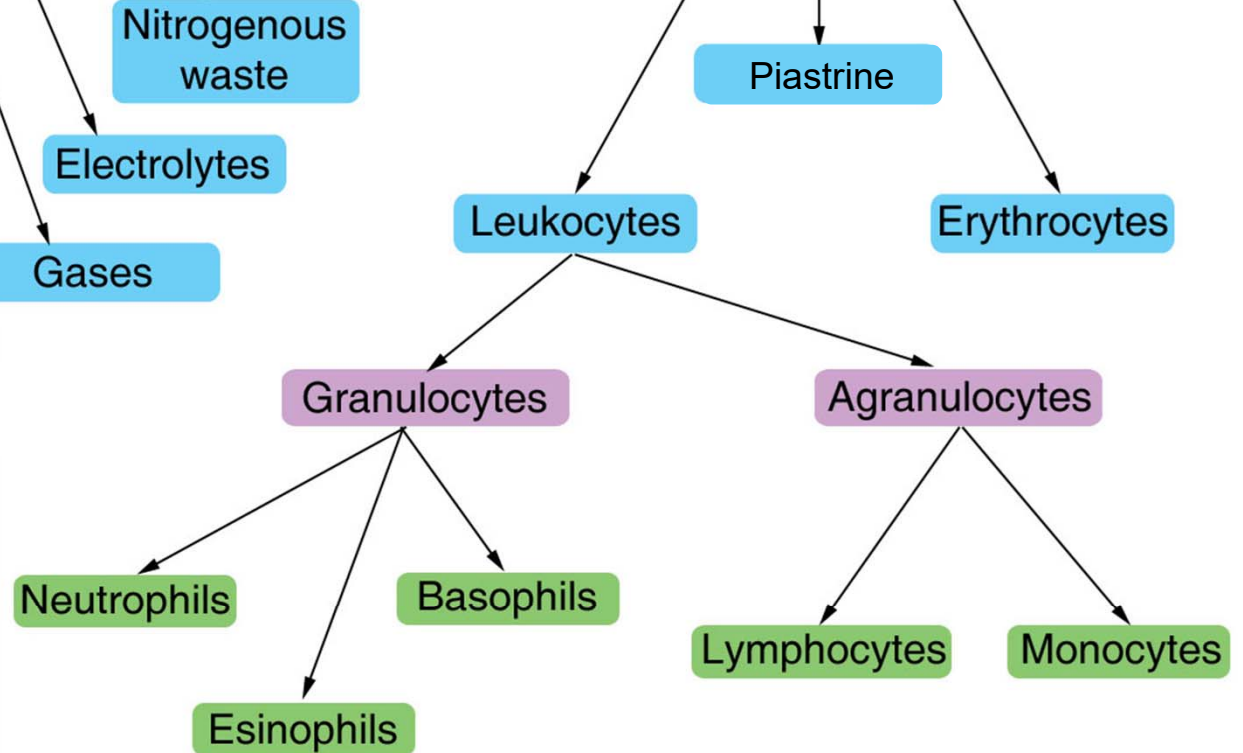 Nitrogenous
waste
Piastrine
Electrolytes
Leukocytes
Erythrocytes
Gases
Granulocytes
Agranulocytes
Neutrophils
Basophils
Lymphocytes
Monocytes
Esinophils